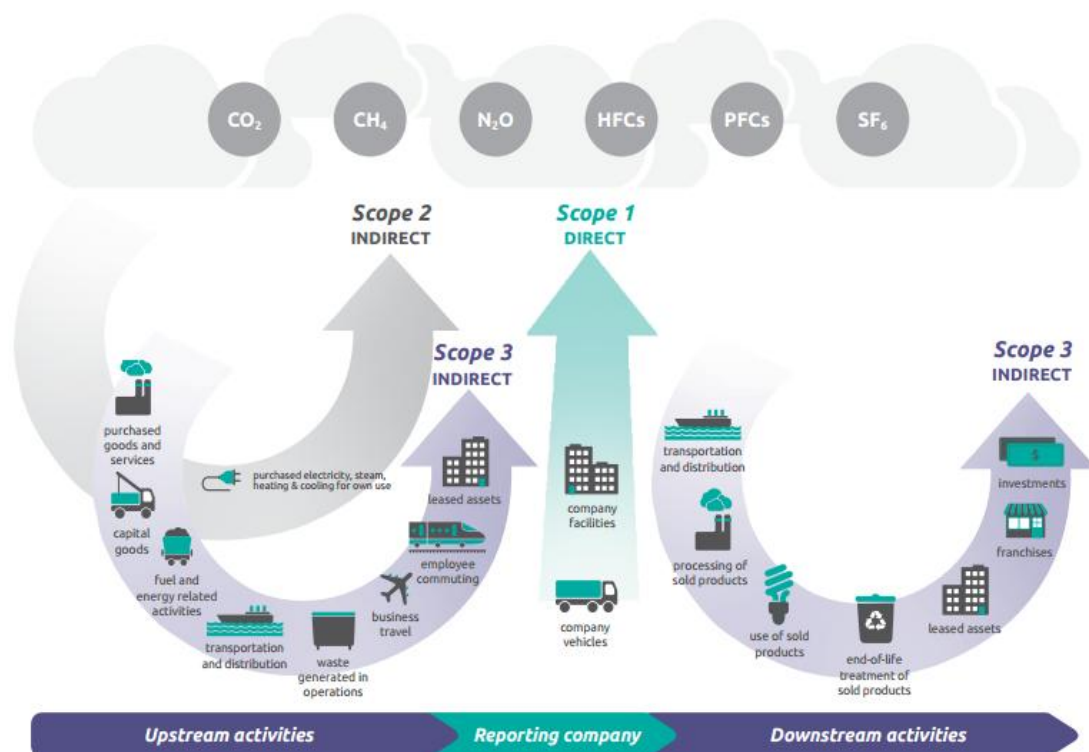 CO₂
CH₄
N₂O
HFCs
PFCs
SF₆
Scope 2
INDIRECT
Scope 1
DIRECT
Scope 3
INDIRECT
Scope 3
INDIRECT
purchased
goods and
services
capital
goods
fuel and
energy related
activities
purchased electricity, steam,
heating & cooling for own use
transportation
and distribution
waste
generated in
operations
business
travel
employee
commuting
leased assets
company
facilities
company
vehicles
transportation
and distribution
processing of
sold products
use of sold
products
end-of-life
treatment of
sold products
leased assets
franchises
$
investments
Upstream activities
Reporting company
Downstream activities